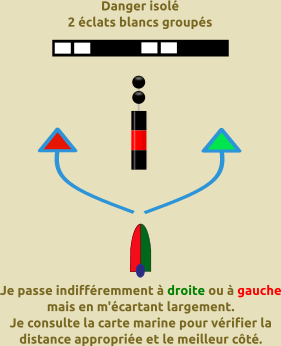 Danger isolé
2 éclats blancs groupés
Je passe indifféremment à droite ou à gauche
mais en m'écartant largement.
Je consulte la carte marine pour vérifier la
distance appropriée et le meilleur côté.